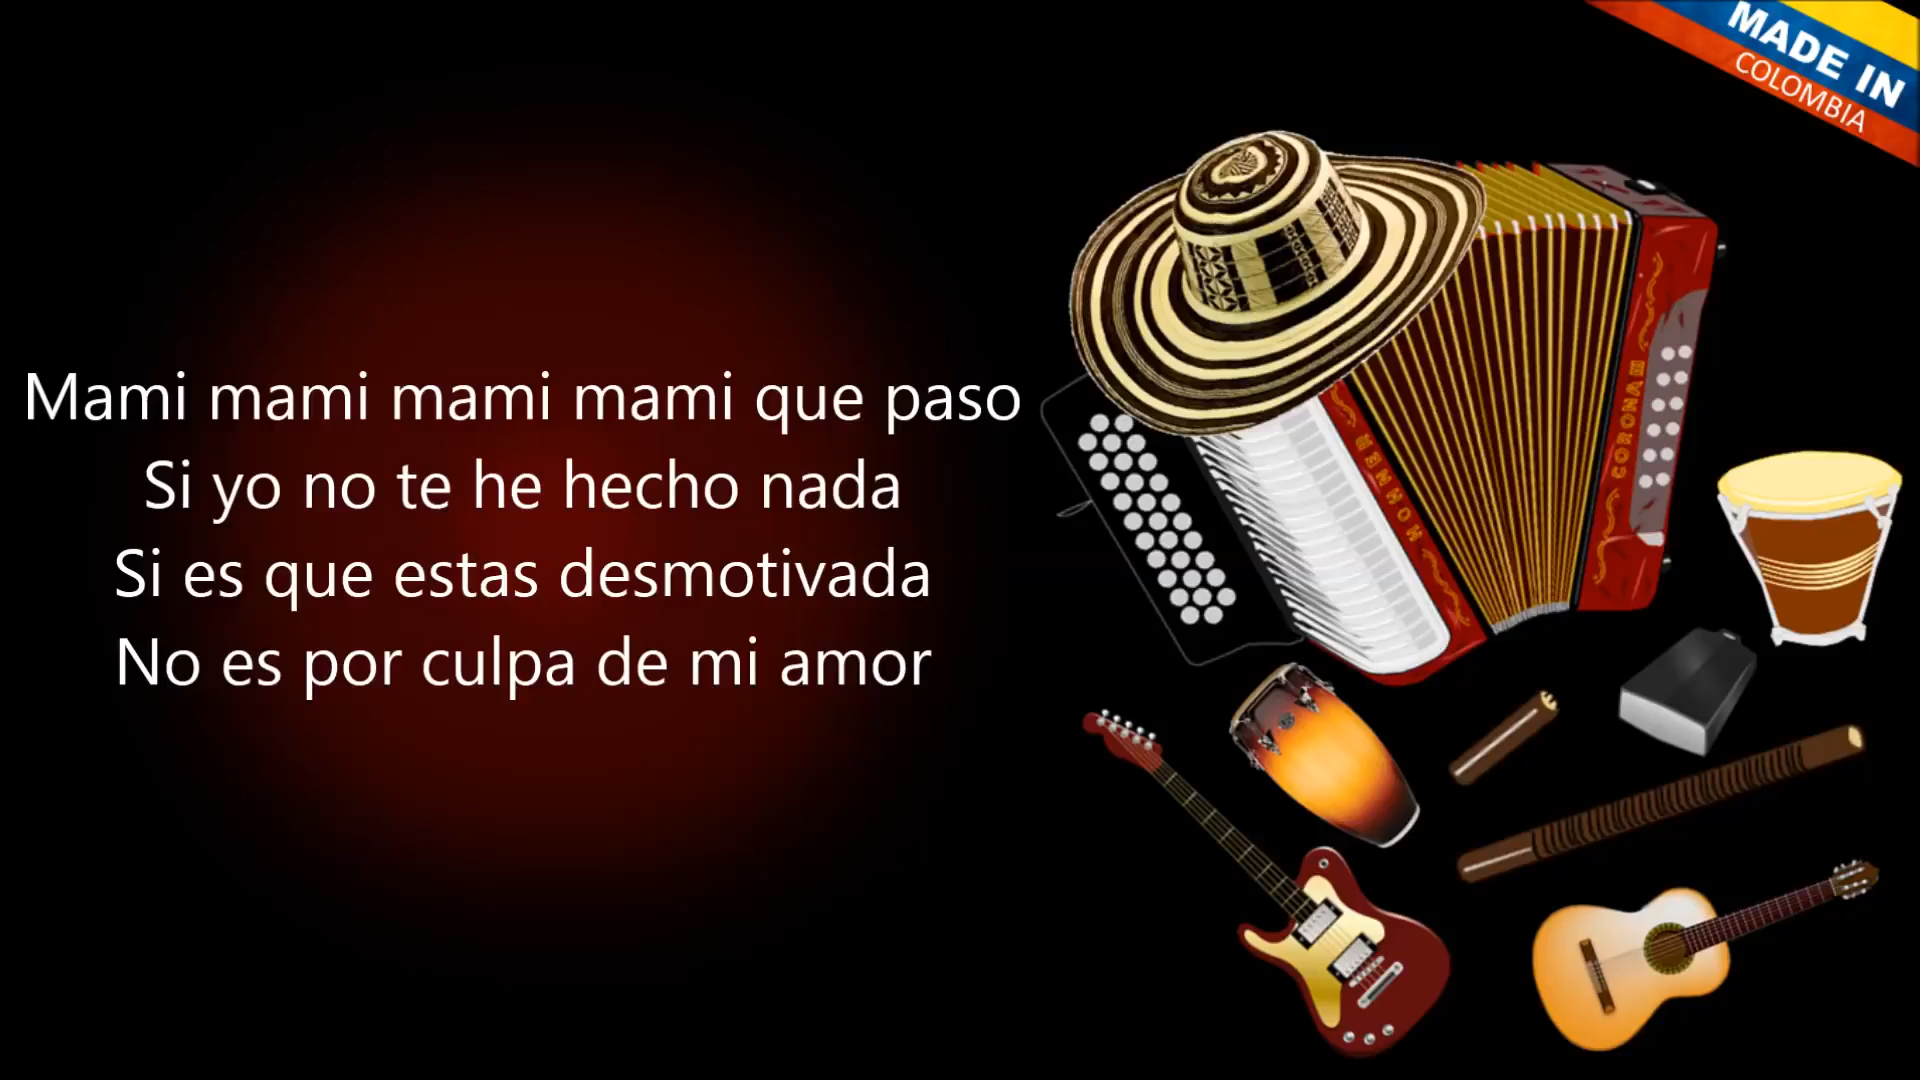 MADE IN
COLOMBIA
Mami mami mami mami que paso
Si yo no te he hecho nada
Si es que estas desmotivada
No es por culpa de mi amor
HOHNER
CORONA III